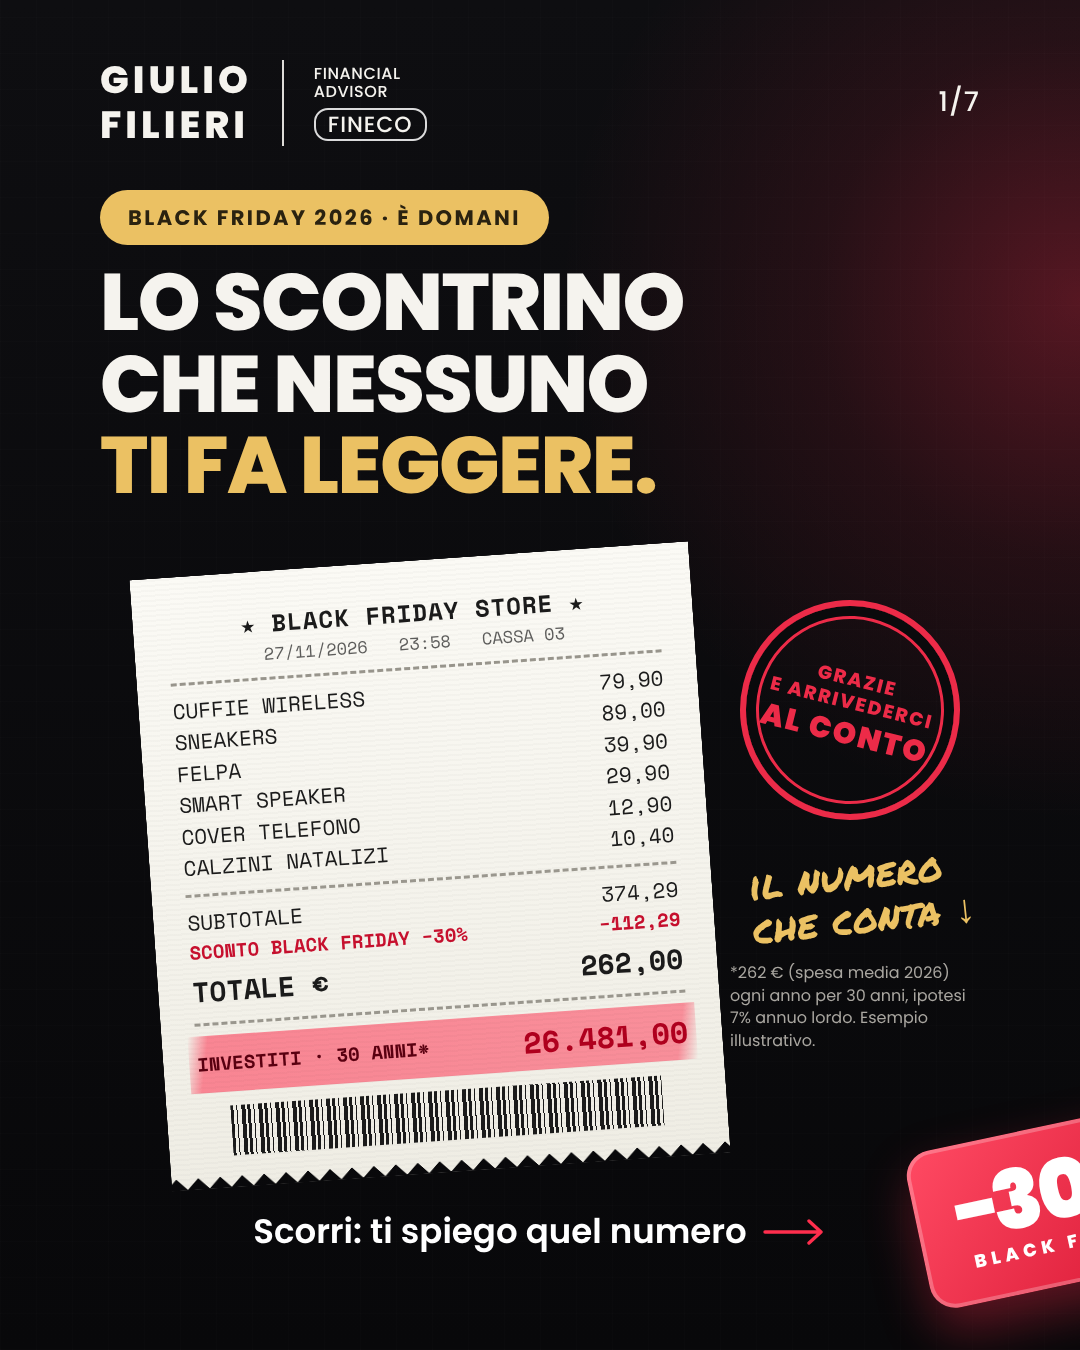 GIULIO
FILIERI
FINANCIAL
ADVISOR
FINECO
1/7
BLACK FRIDAY 2026 · È DOMANI
LO SCONTRINO
CHE NESSUNO
TI FA LEGGERE.
★ BLACK FRIDAY STORE ★
27/11/2026 23:58 CASSA 03
CUFFIE WIRELESS 79,90
SNEAKERS 89,00
FELPA 39,90
SMART SPEAKER 29,90
COVER TELEFONO 12,90
CALZINI NATALIZI 10,40
SUBTOTALE 374,29
SCONTO BLACK FRIDAY -30% -112,29
TOTALE € 262,00
INVESTITI · 30 ANNI* 26.481,00
GRAZIE
E ARRIVEDERCI
AL CONTO
IL NUMERO
CHE CONTA ↓
*262 € (spesa media 2026)
ogni anno per 30 anni, ipotesi
7% annuo lordo. Esempio
illustrativo.
Scorri: ti spiego quel numero →
-30
BLACK F